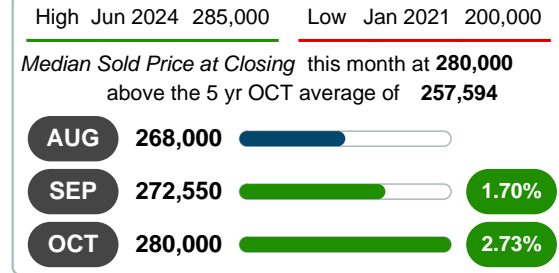 High Jun 2024 285,000 Low Jan 2021 200,000
Median Sold Price at Closing this month at 280,000
above the 5 yr OCT average of 257,594
AUG 268,000
SEP 272,550 1.70%
OCT 280,000 2.73%